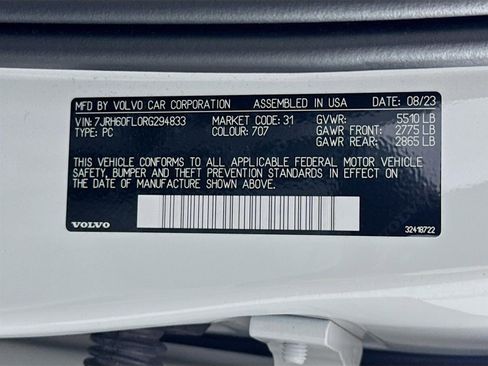 MFD BY VOLVO CAR CORPORATION ASSEMBLED IN USA DATE: 08/23
VIN: 7JRH60FL0RG294833 MARKET CODE: 31 GVWR: 5510 LB
TYPE: PC COLOUR: 707 GAWR FRONT: 2775 LB
GAWR REAR: 2865 LB
THIS VEHICLE CONFORMS TO ALL APPLICABLE FEDERAL MOTOR VEHICLE
SAFETY, BUMPER AND THEFT PREVENTION STANDARDS IN EFFECT ON
THE DATE OF MANUFACTURE SHOWN ABOVE.
VOLVO 32418722